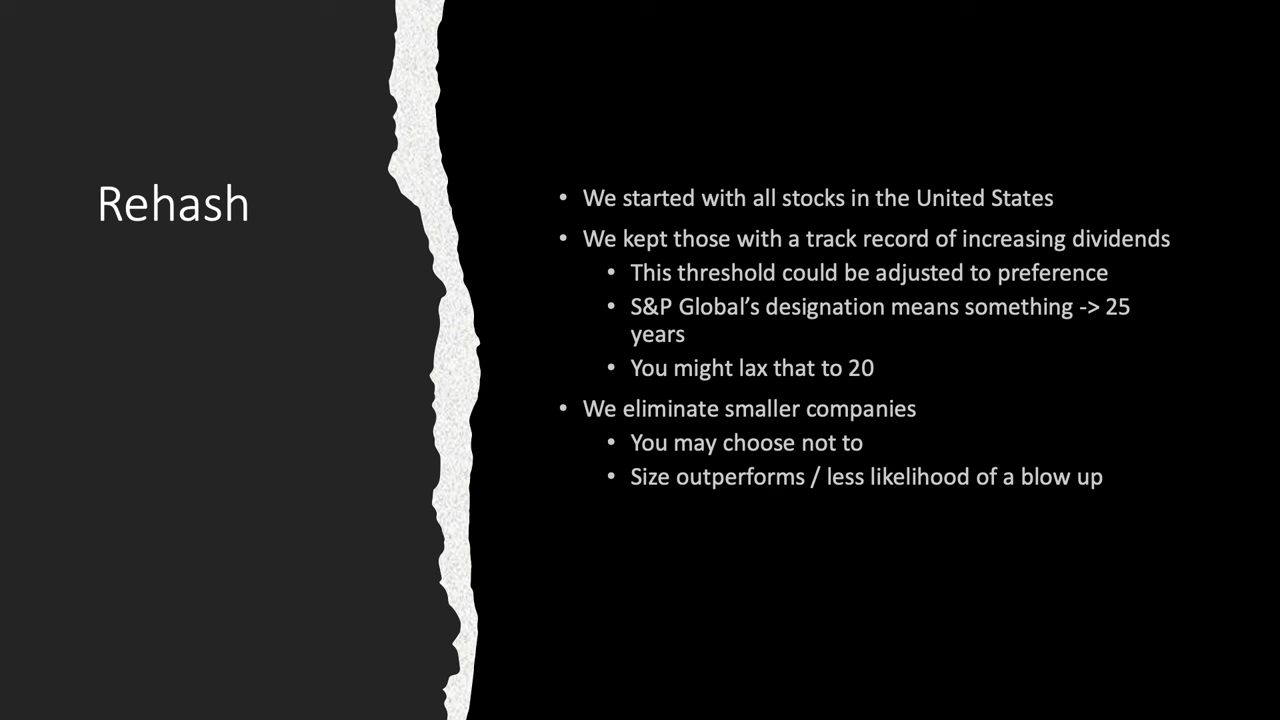 Rehash
• We started with all stocks in the United States
• We kept those with a track record of increasing dividends
• This threshold could be adjusted to preference
• S&P Global’s designation means something -> 25
years
• You might lax that to 20
• We eliminate smaller companies
• You may choose not to
• Size outperforms / less likelihood of a blow up